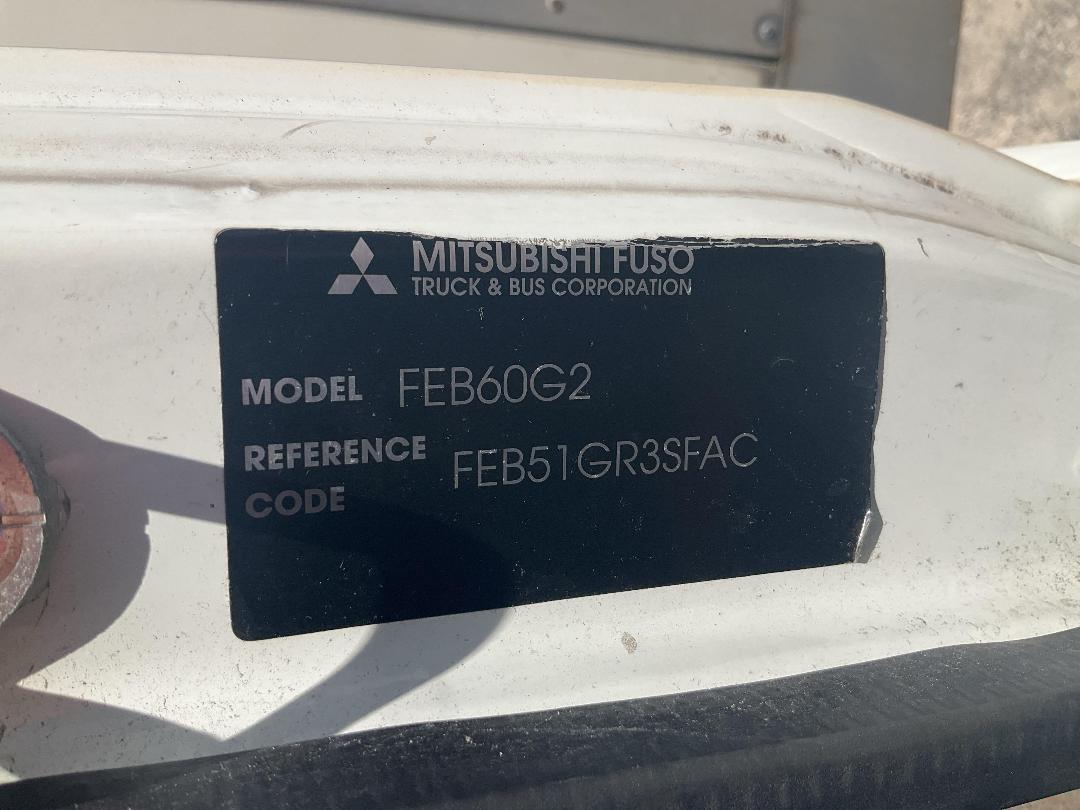 MITSUBISHI FUSO
TRUCK & BUS CORPORATION
MODEL FEB60G2
REFERENCE CODE FEB51GR3SFAC